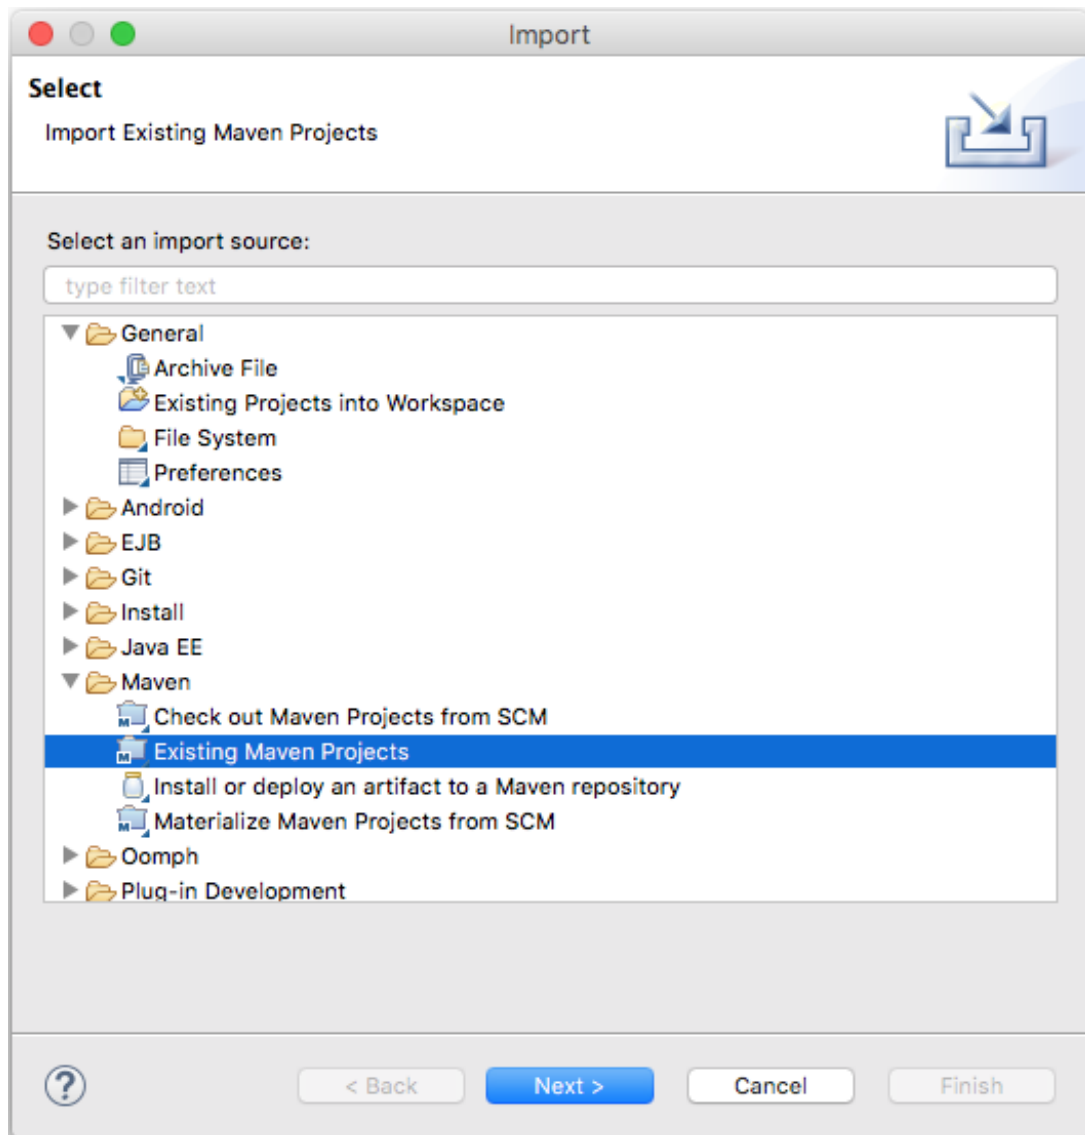 Import
Select
Import Existing Maven Projects
Select an import source:
type filter text
General
Archive File
Existing Projects into Workspace
File System
Preferences
Android
EJB
Git
Install
Java EE
Maven
Check out Maven Projects from SCM
Existing Maven Projects
Install or deploy an artifact to a Maven repository
Materialize Maven Projects from SCM
Oomph
Plug-in Development
? < Back Next > Cancel Finish